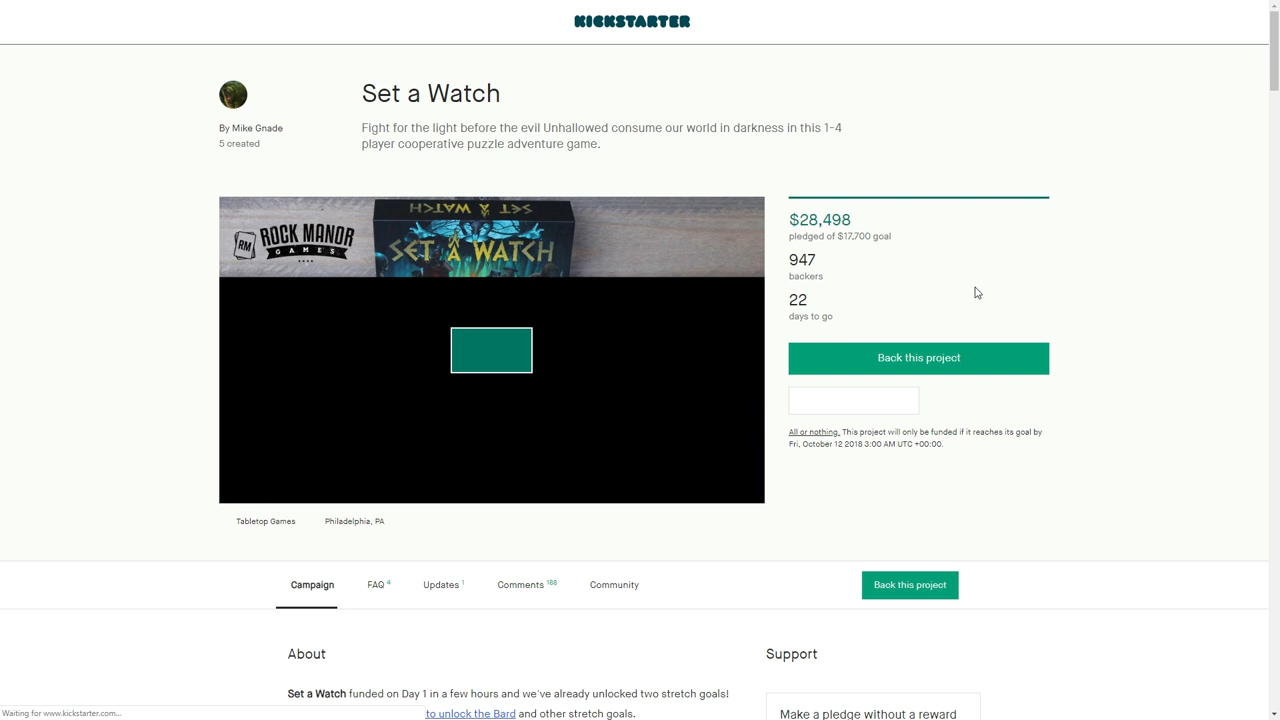 KICKSTARTER
Set a Watch
By Mike Gnade
5 created
Fight for the light before the evil Unhallowed consume our world in darkness in this 1-4
player cooperative puzzle adventure game.
SET A WATCH
RM
ROCK MANOR
GAMES
SET A WATCH
$28,498
pledged of $17,700 goal
947
backers
22
days to go
Back this project
All or nothing. This project will only be funded if it reaches its goal by
Fri, October 12 2018 3:00 AM UTC +00:00.
Tabletop Games
Philadelphia, PA
Campaign
FAQ 4
Updates 1
Comments 188
Community
Back this project
About
Support
Set a Watch funded on Day 1 in a few hours and we've already unlocked two stretch goals!
to unlock the Bard and other stretch goals.
Make a pledge without a reward
Waiting for www.kickstarter.com...